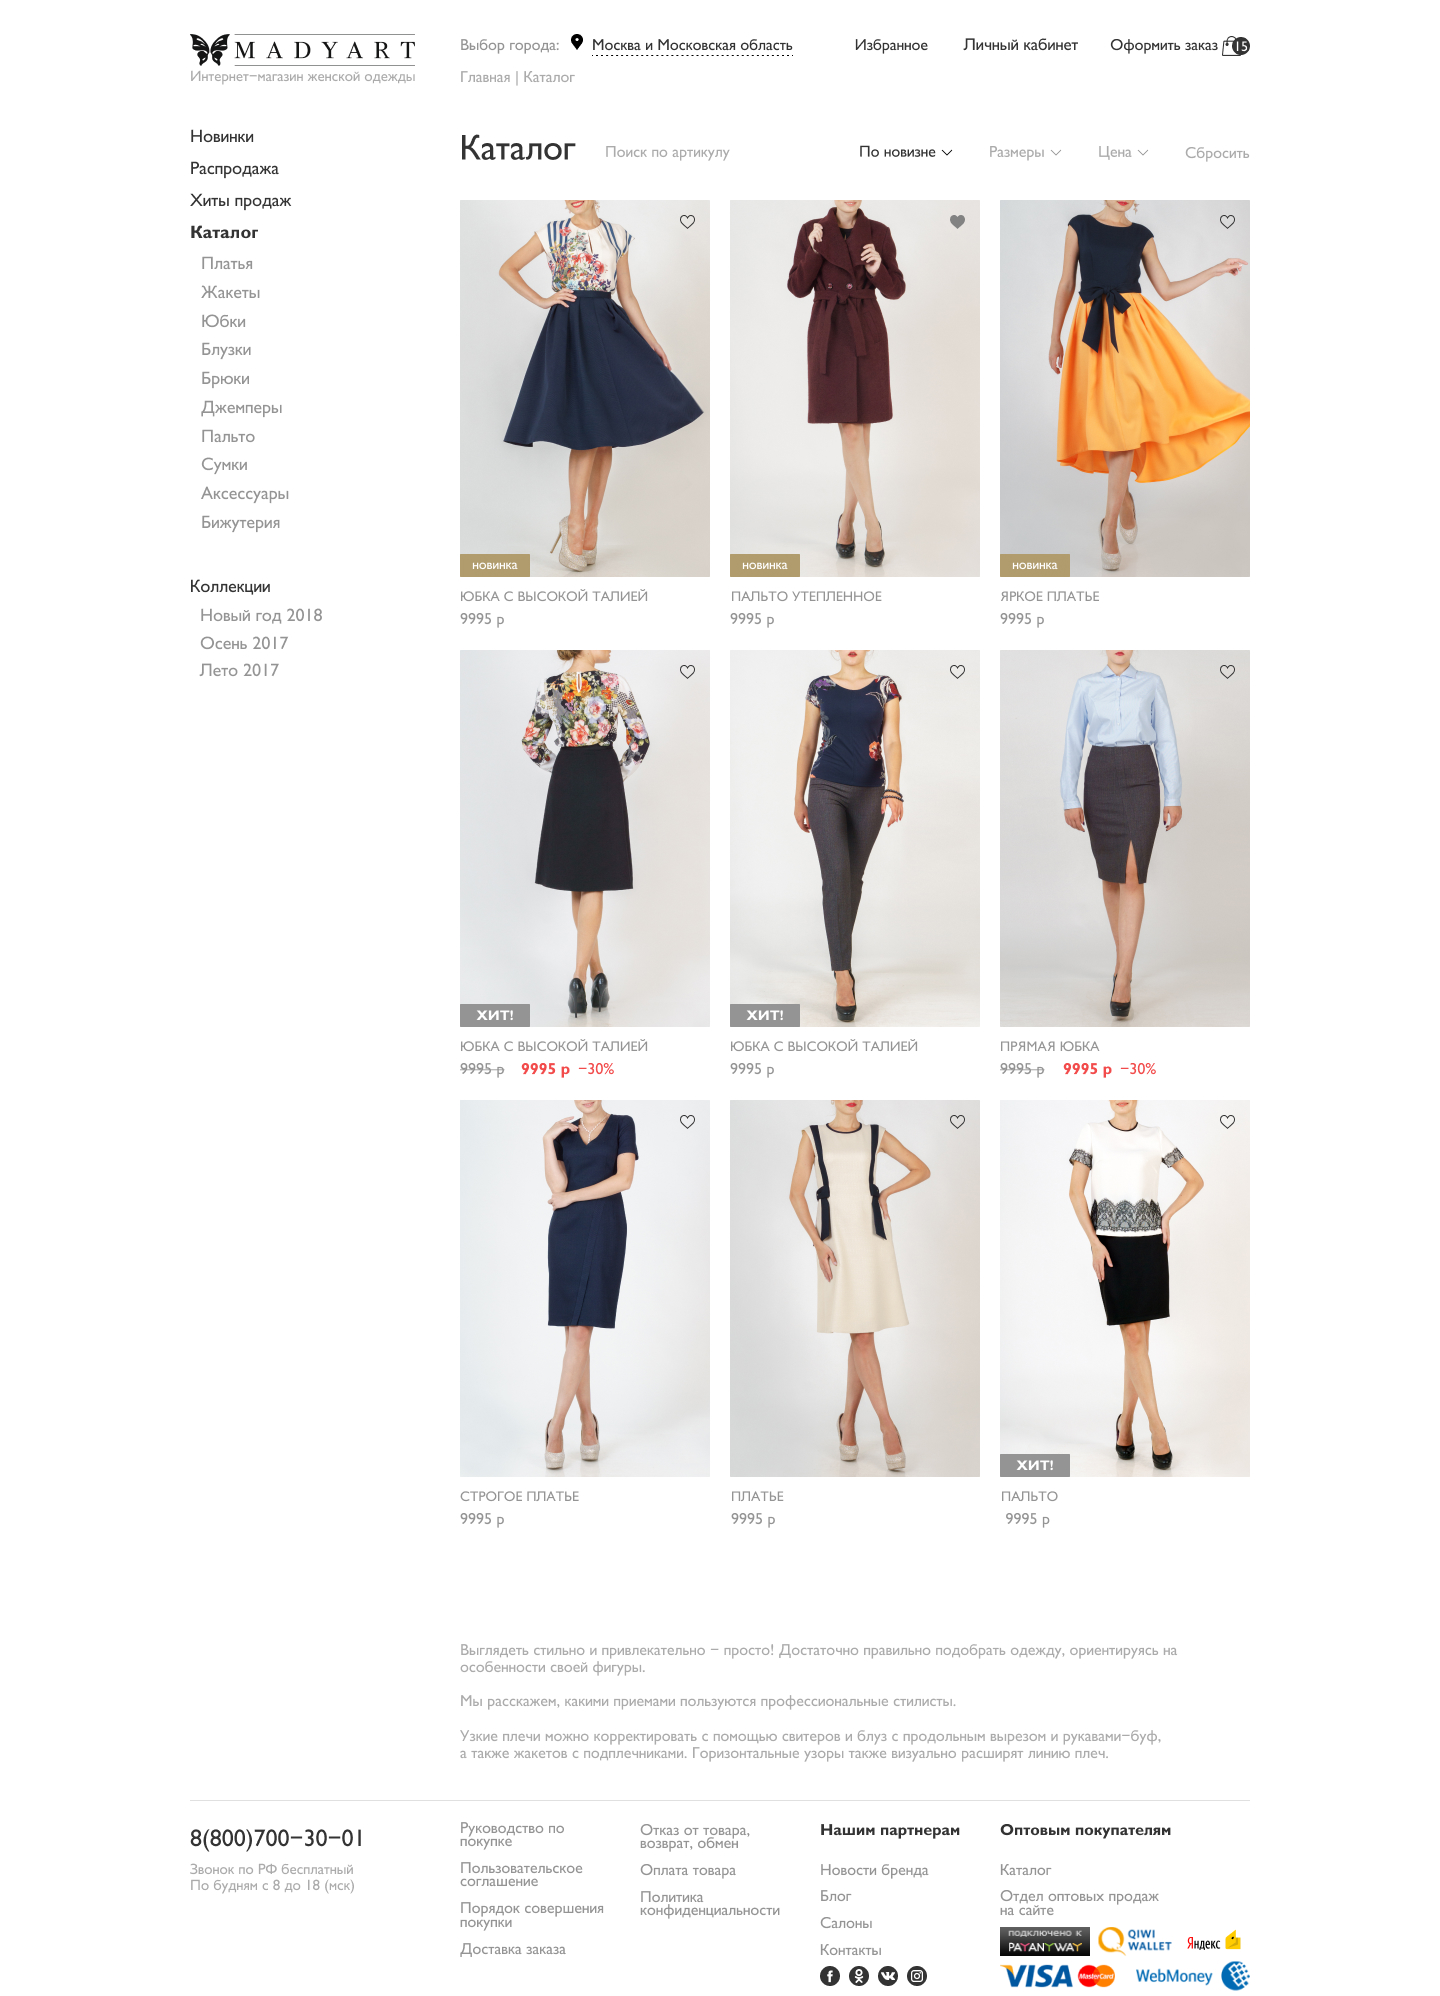 MADYART
Интернет-магазин женской одежды
Выбор города: Москва и Московская область
Избранное
Личный кабинет
Оформить заказ 15
Главная | Каталог
Новинки
Распродажа
Хиты продаж
Каталог
Платья
Жакеты
Юбки
Блузки
Брюки
Джемперы
Пальто
Сумки
Аксессуары
Бижутерия
Коллекции
Новый год 2018
Осень 2017
Лето 2017
Каталог
Поиск по артикулу
По новизне
Размеры
Цена
Сбросить
новинка
ЮБКА С ВЫСОКОЙ ТАЛИЕЙ
9995 р
новинка
ПАЛЬТО УТЕПЛЕННОЕ
9995 р
новинка
ЯРКОЕ ПЛАТЬЕ
9995 р
ХИТ!
ЮБКА С ВЫСОКОЙ ТАЛИЕЙ
9995 р 9995 р -30%
ХИТ!
ЮБКА С ВЫСОКОЙ ТАЛИЕЙ
9995 р
ПРЯМАЯ ЮБКА
9995 р 9995 р -30%
СТРОГОЕ ПЛАТЬЕ
9995 р
ПЛАТЬЕ
9995 р
ХИТ!
ПАЛЬТО
9995 р
Выглядеть стильно и привлекательно - просто! Достаточно правильно подобрать одежду, ориентируясь на
особенности своей фигуры.
Мы расскажем, какими приемами пользуются профессиональные стилисты.
Узкие плечи можно корректировать с помощью свитеров и блуз с продольным вырезом и рукавами-буф,
а также жакетов с подплечниками. Горизонтальные узоры также визуально расширят линию плеч.
8(800)700-30-01
Звонок по РФ бесплатный
По будням с 8 до 18 (мск)
Руководство по
покупке
Пользовательское
соглашение
Порядок совершения
покупки
Доставка заказа
Отказ от товара,
возврат, обмен
Оплата товара
Политика
конфиденциальности
Нашим партнерам
Новости бренда
Блог
Салоны
Контакты
Оптовым покупателям
Каталог
Отдел оптовых продаж
на сайте
подключено к
PAYANYWAY
QIWI
WALLET
Яндекс
VISA
MasterCard
WebMoney